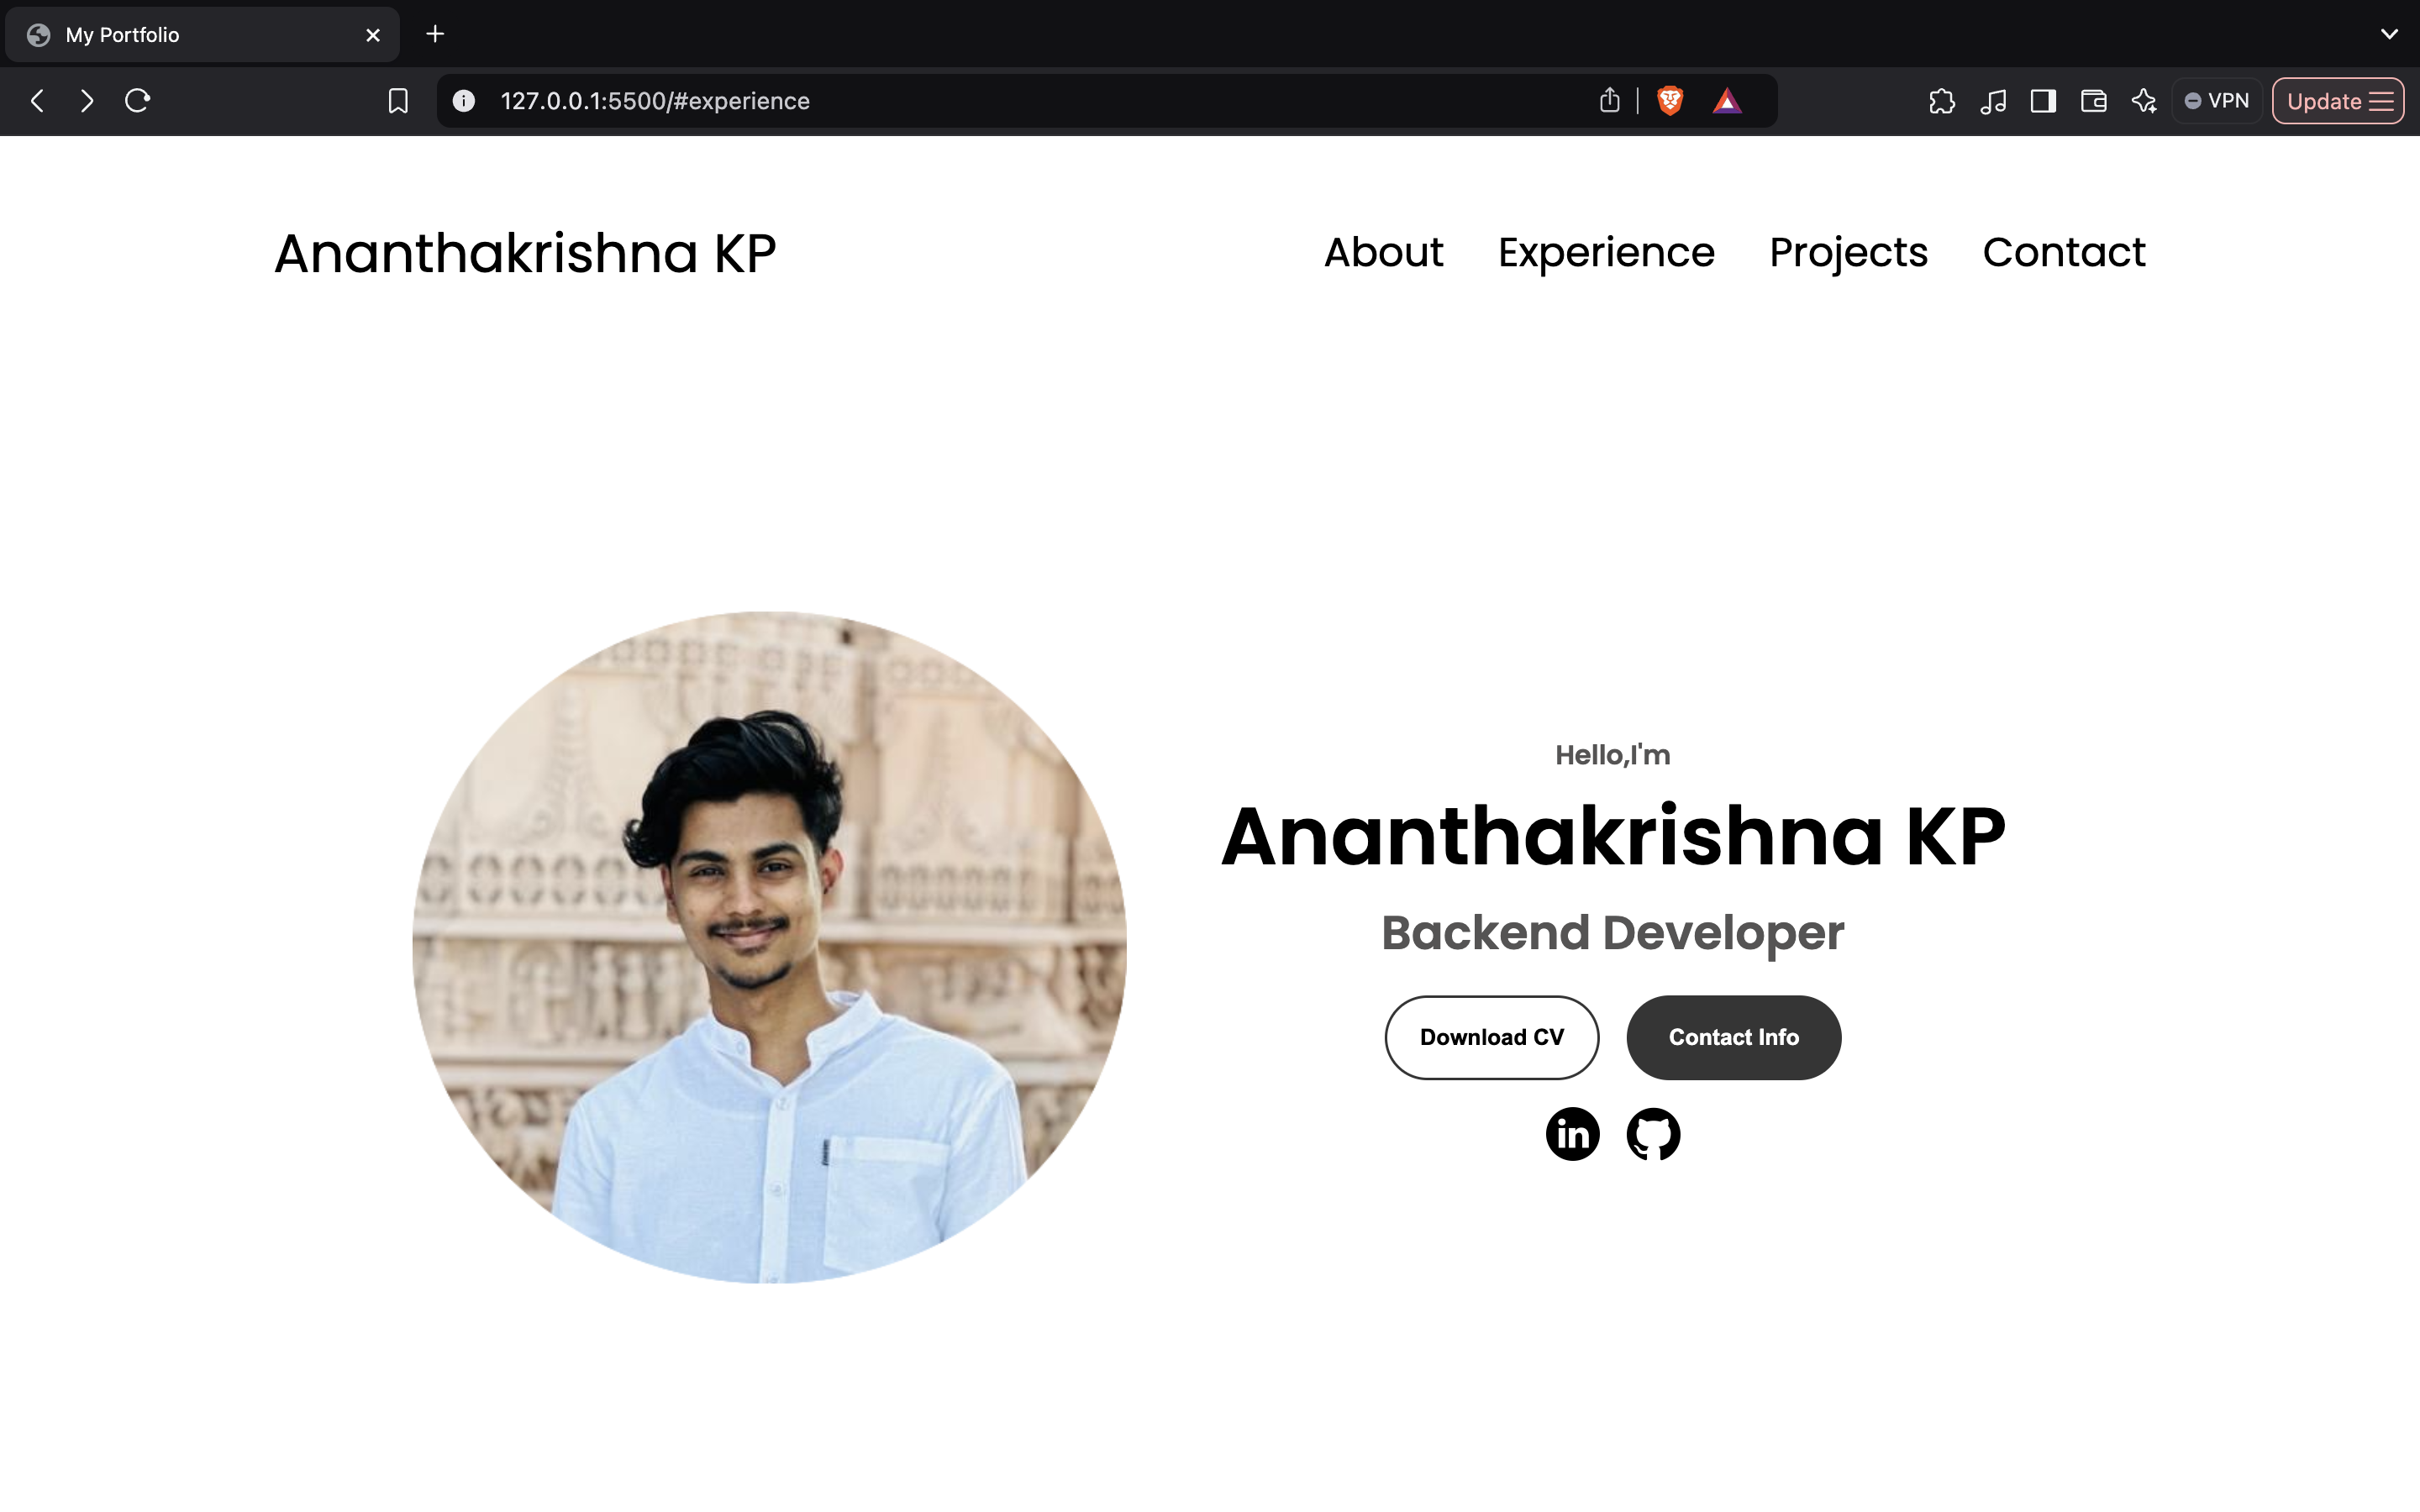 My Portfolio
127.0.0.1:5500/#experience
VPN
Update
Ananthakrishna KP
About Experience Projects Contact
Hello,I'm
Ananthakrishna KP
Backend Developer
Download CV Contact Info
in